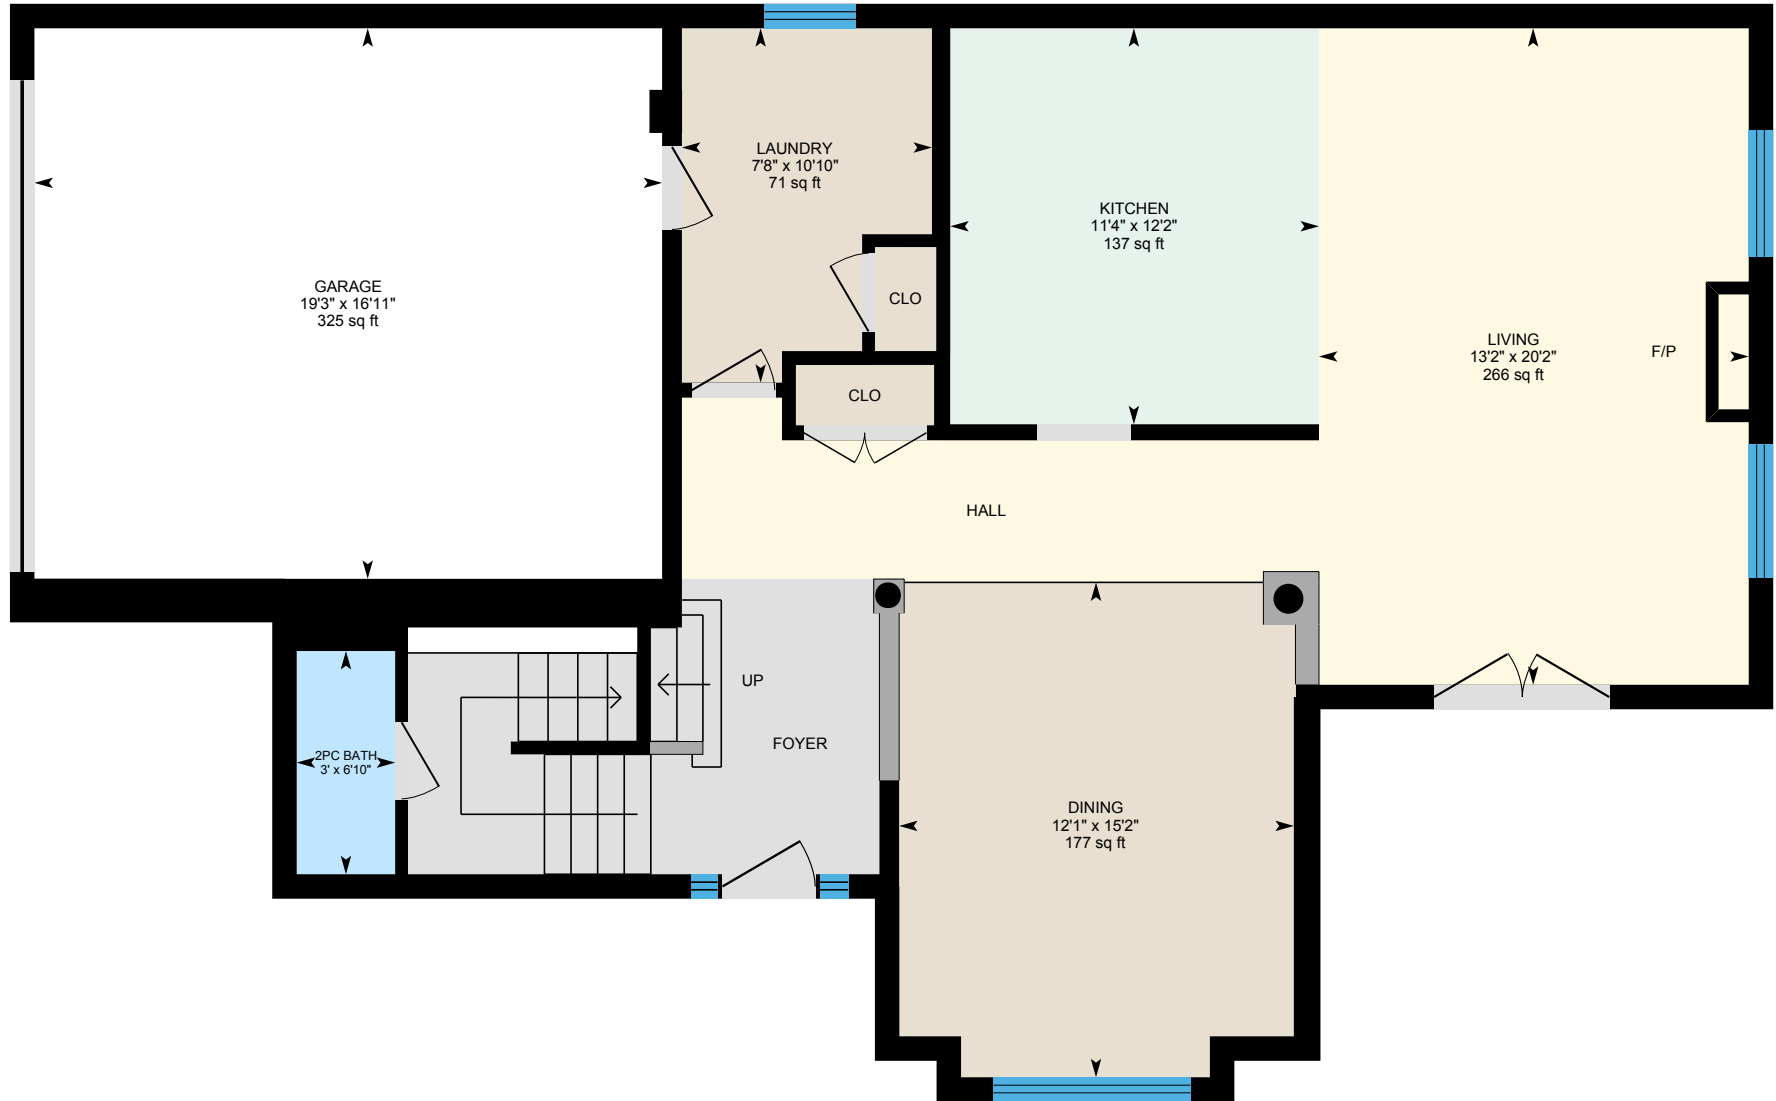 LAUNDRY
7'8" x 10'10"
71 sq ft
KITCHEN
11'4" x 12'2"
137 sq ft
GARAGE
19'3" x 16'11"
325 sq ft
CLO
LIVING
13'2" x 20'2"
266 sq ft
F/P
CLO
HALL
UP
FOYER
2PC BATH
3' x 6'10"
DINING
12'1" x 15'2"
177 sq ft